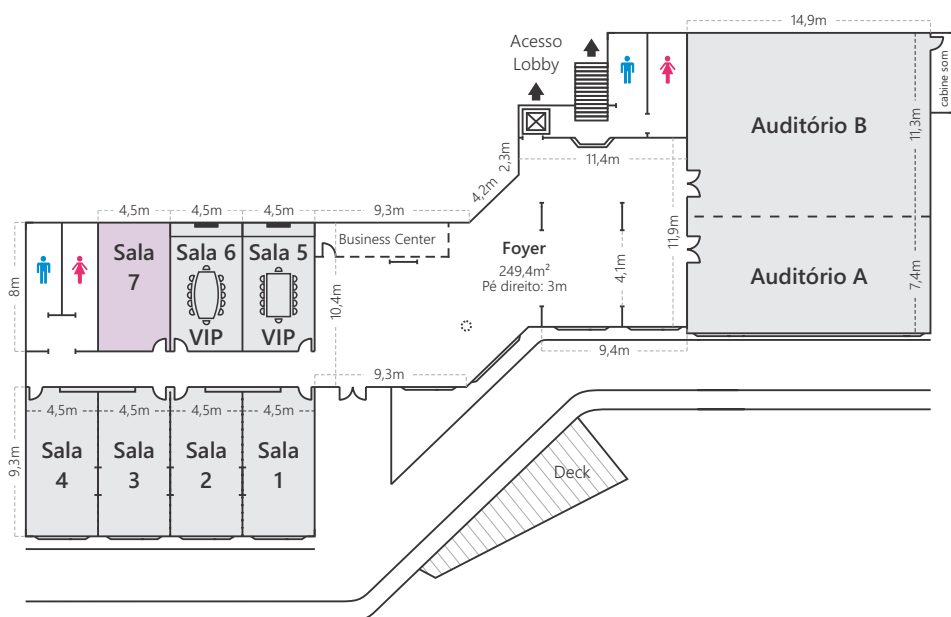 14,9m
Acesso
Lobby
cabine som
Auditório B
11,3m
2,3m
11,4m
4,2m
4,5m
4,5m
4,5m
9,3m
Business Center
Sala
7
Sala 6
VIP
Sala 5
VIP
8m
10,4m
Foyer
249,4m²
Pé direito: 3m
4,1m
11,9m
Auditório A
7,4m
9,4m
9,3m
4,5m
4,5m
4,5m
4,5m
9,3m
Sala
4
Sala
3
Sala
2
Sala
1
Deck